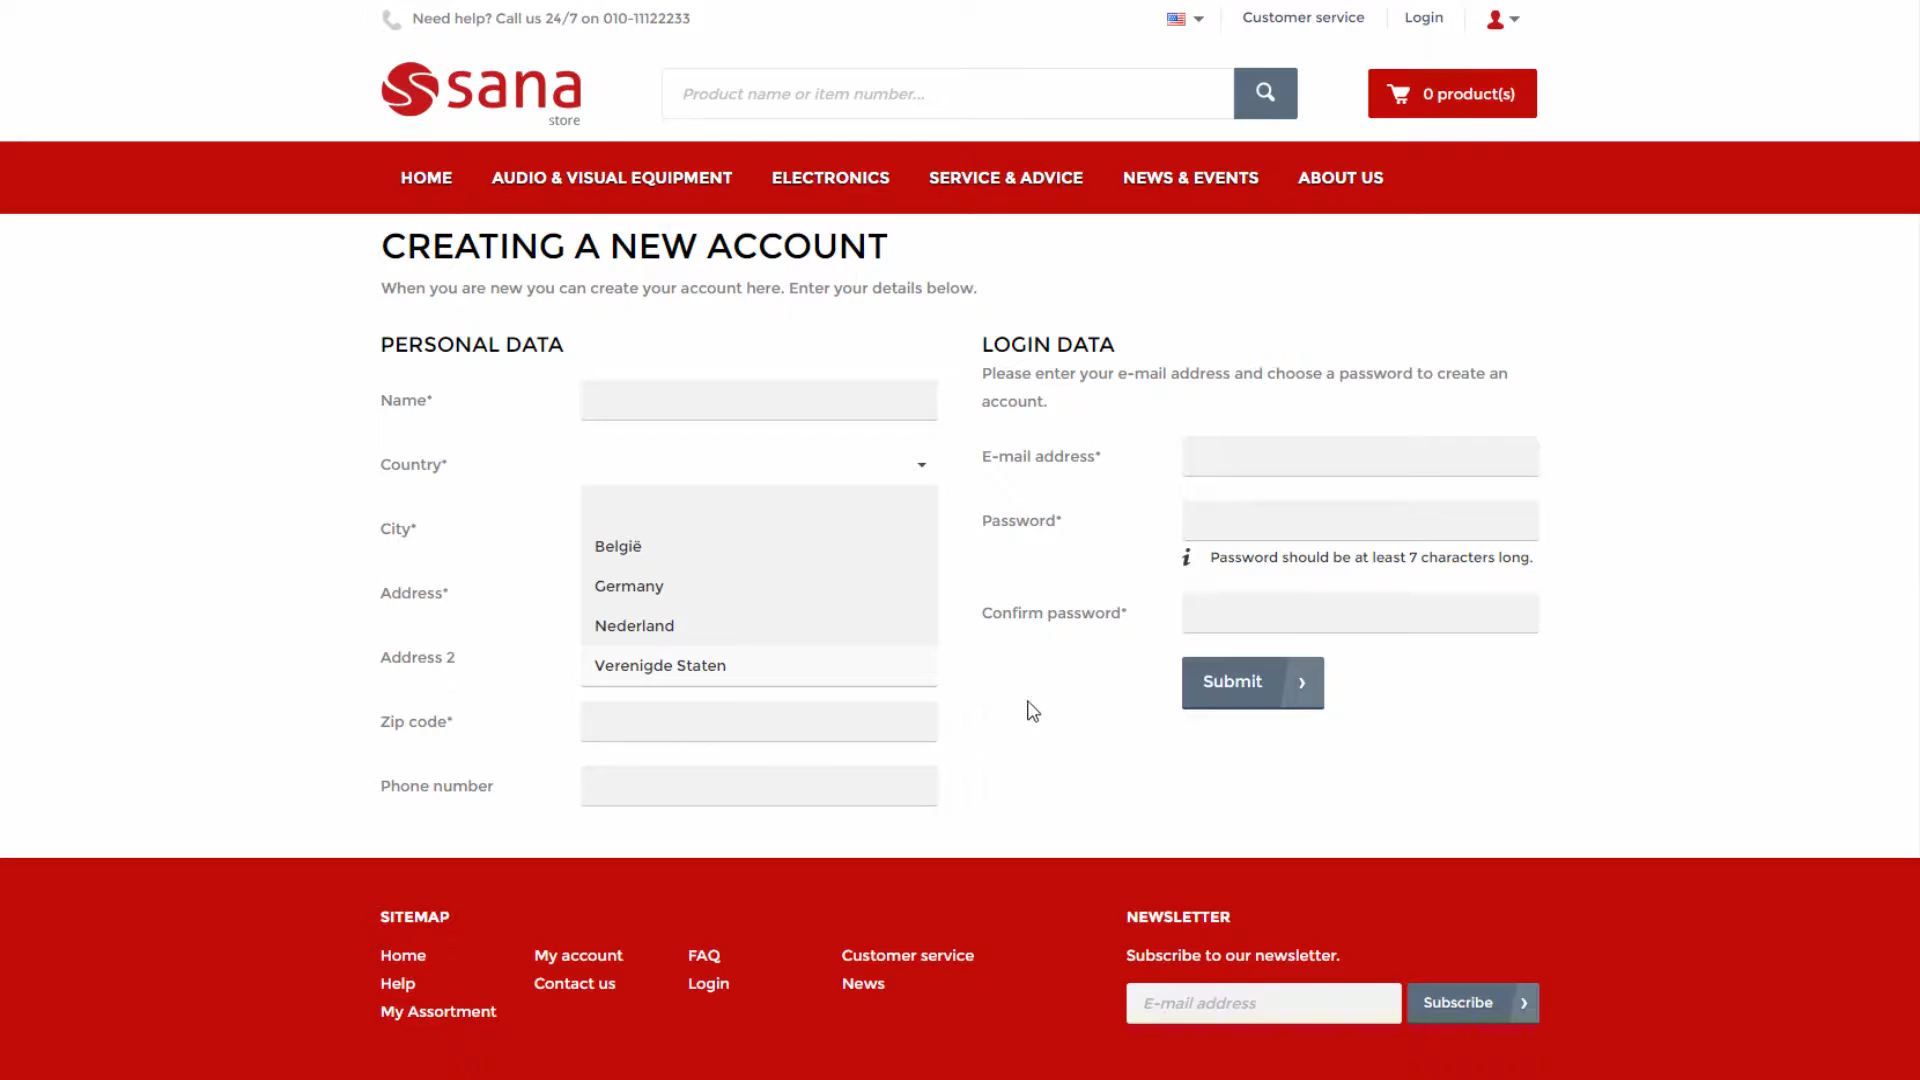 Need help? Call us 24/7 on 010-11122233
Customer service
Login
sana
store
Product name or item number...
0 product(s)
HOME
AUDIO & VISUAL EQUIPMENT
ELECTRONICS
SERVICE & ADVICE
NEWS & EVENTS
ABOUT US
CREATING A NEW ACCOUNT
When you are new you can create your account here. Enter your details below.
PERSONAL DATA
Name*
Country*
City*
België
Germany
Address*
Nederland
Address 2
Verenigde Staten
Zip code*
Phone number
LOGIN DATA
Please enter your e-mail address and choose a password to create an
account.
E-mail address*
Password*
Password should be at least 7 characters long.
Confirm password*
Submit
SITEMAP
Home
My account
FAQ
Customer service
Help
Contact us
Login
News
My Assortment
NEWSLETTER
Subscribe to our newsletter.
E-mail address
Subscribe